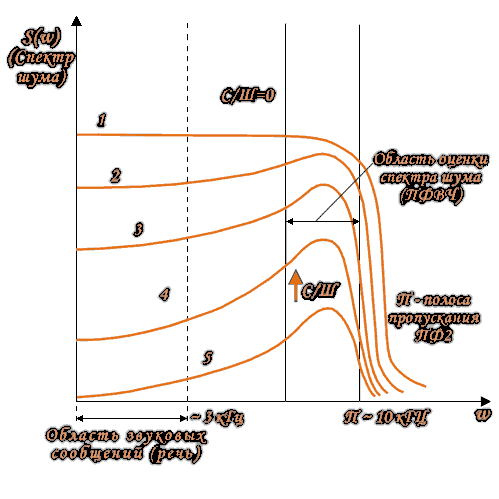 S(w)
(Спектр
шума)
С/Ш=0
1
2
3
4
5
Область оценки
спектра шума
(ПФВЧ)
С/Ш
П - полоса
пропускания
ПФ2
~ 3 кГц
П ~ 10 кГЦ
w
Область звуковых
сообщений (речь)